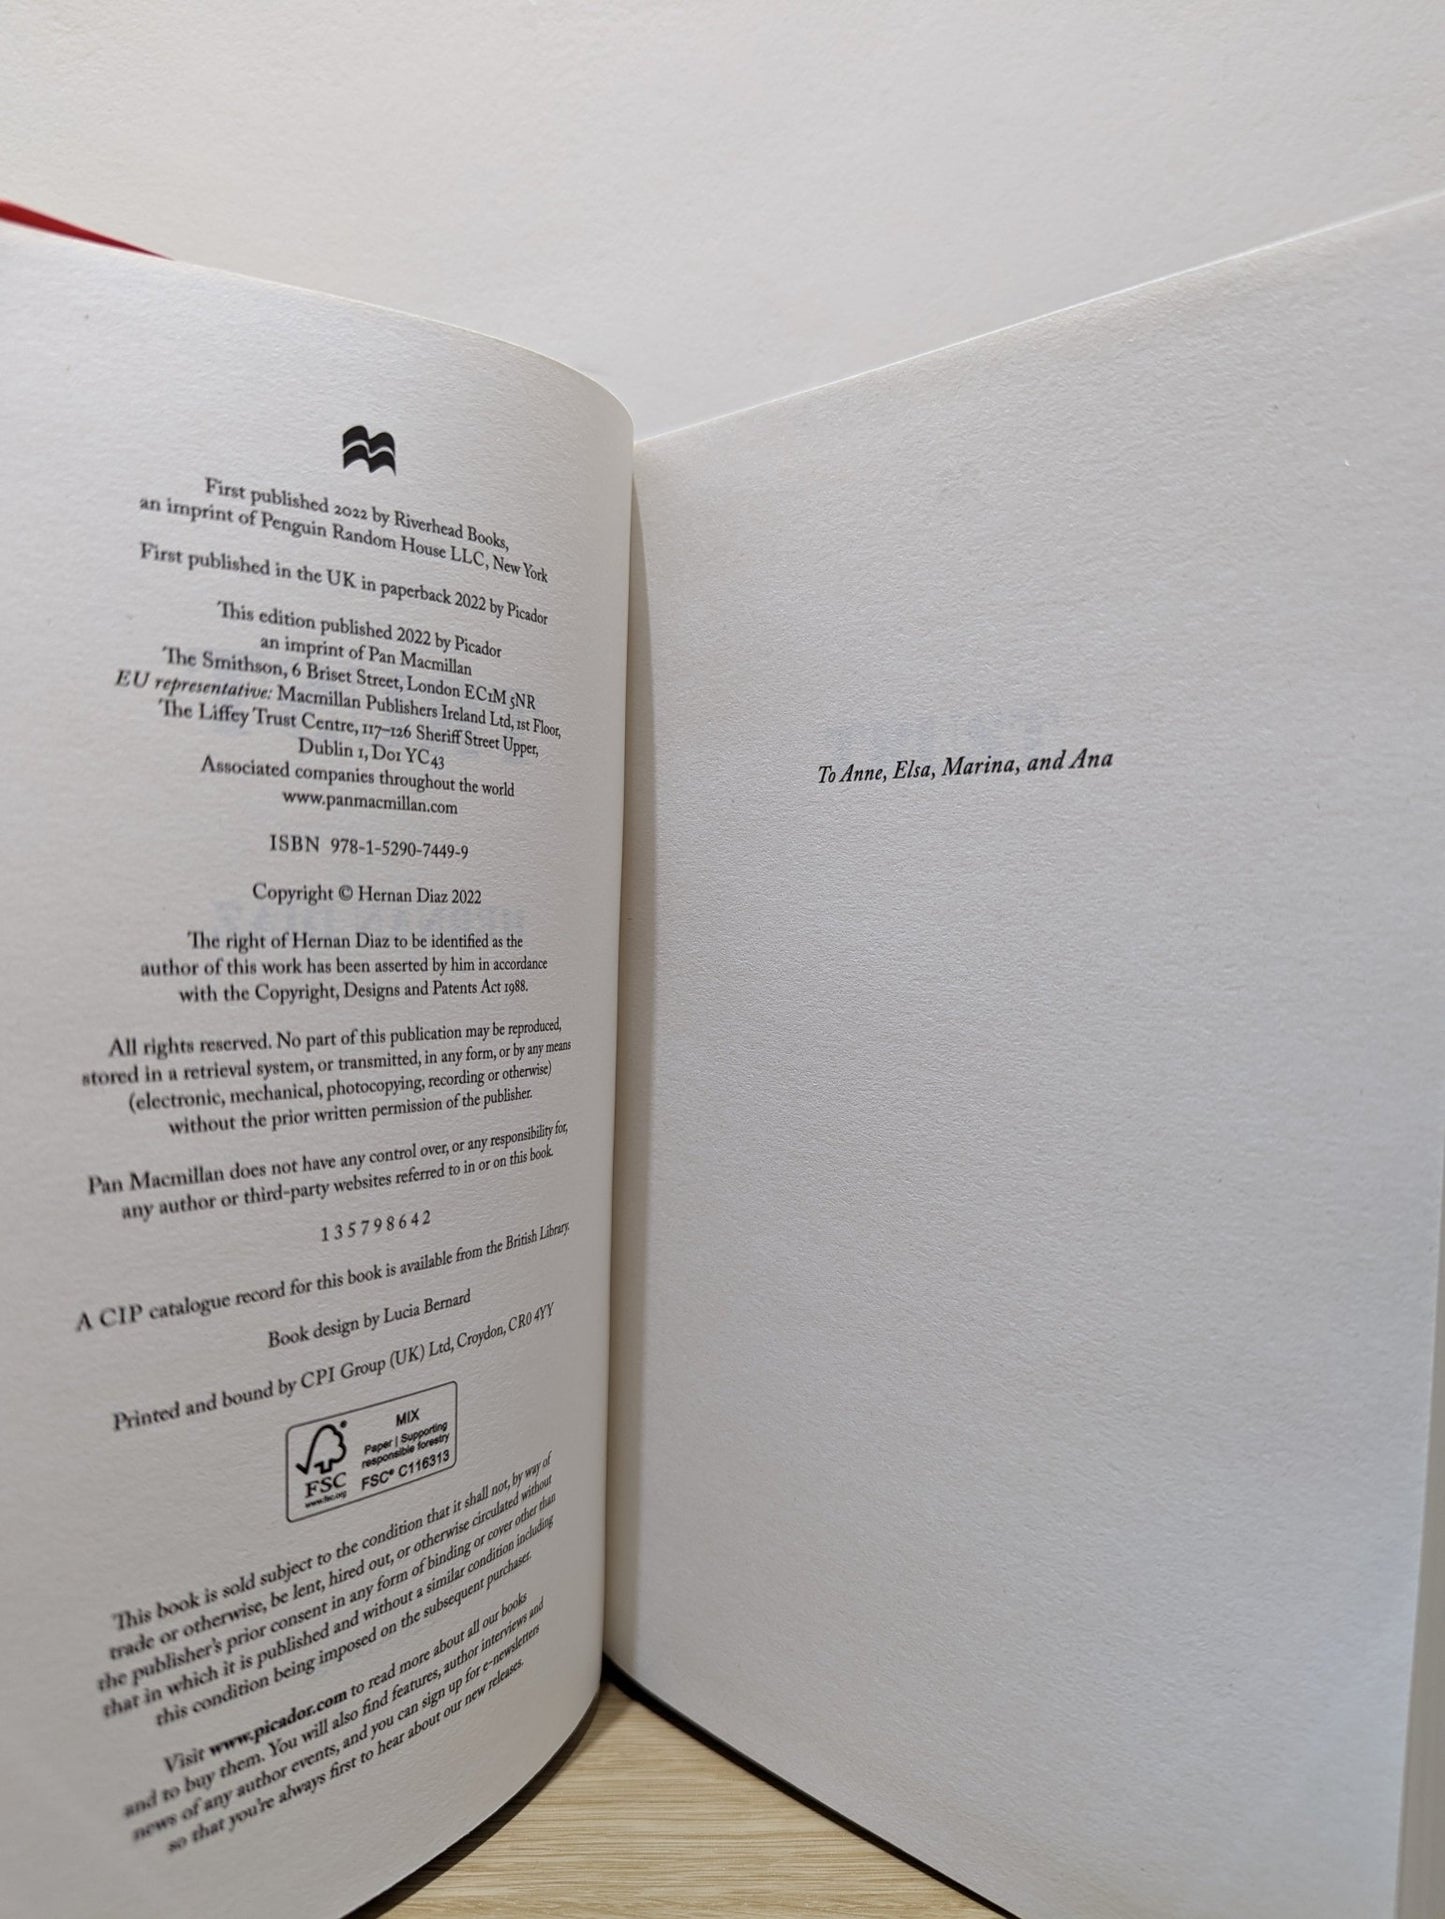 First published 2022 by Riverhead Books,
an imprint of Penguin Random House LLC, New York
First published in the UK in paperback 2022 by Picador
This edition published 2022 by Picador
an imprint of Pan Macmillan
The Smithson, 6 Briset Street, London EC1M 5NR
EU representative: Macmillan Publishers Ireland Ltd, 1st Floor,
The Liffey Trust Centre, 117–126 Sheriff Street Upper,
Dublin 1, D01 YC43
Associated companies throughout the world
www.panmacmillan.com
ISBN 978-1-5290-7449-9
Copyright © Hernan Diaz 2022
The right of Hernan Diaz to be identified as the
author of this work has been asserted by him in accordance
with the Copyright, Designs and Patents Act 1988.
All rights reserved. No part of this publication may be reproduced,
stored in a retrieval system, or transmitted, in any form, or by any means
(electronic, mechanical, photocopying, recording or otherwise)
without the prior written permission of the publisher.
Pan Macmillan does not have any control over, or any responsibility for,
any author or third-party websites referred to in or on this book.
1 3 5 7 9 8 6 4 2
A CIP catalogue record for this book is available from the British Library.
Book design by Lucia Bernard
Printed and bound by CPI Group (UK) Ltd, Croydon, CR0 4YY
FSC
www.fsc.org
MIX
Paper | Supporting
responsible forestry
FSC® C116313
This book is sold subject to the condition that it shall not, by way of
trade or otherwise, be lent, hired out, or otherwise circulated without
the publisher's prior consent in any form of binding or cover other than
that in which it is published and without a similar condition including
this condition being imposed on the subsequent purchaser.
Visit www.picador.com to read more about all our books
and to buy them. You will also find features, author interviews and
news of any author events, and you can sign up for e-newsletters
so that you're always first to hear about our new releases.
To Anne, Elsa, Marina, and Ana